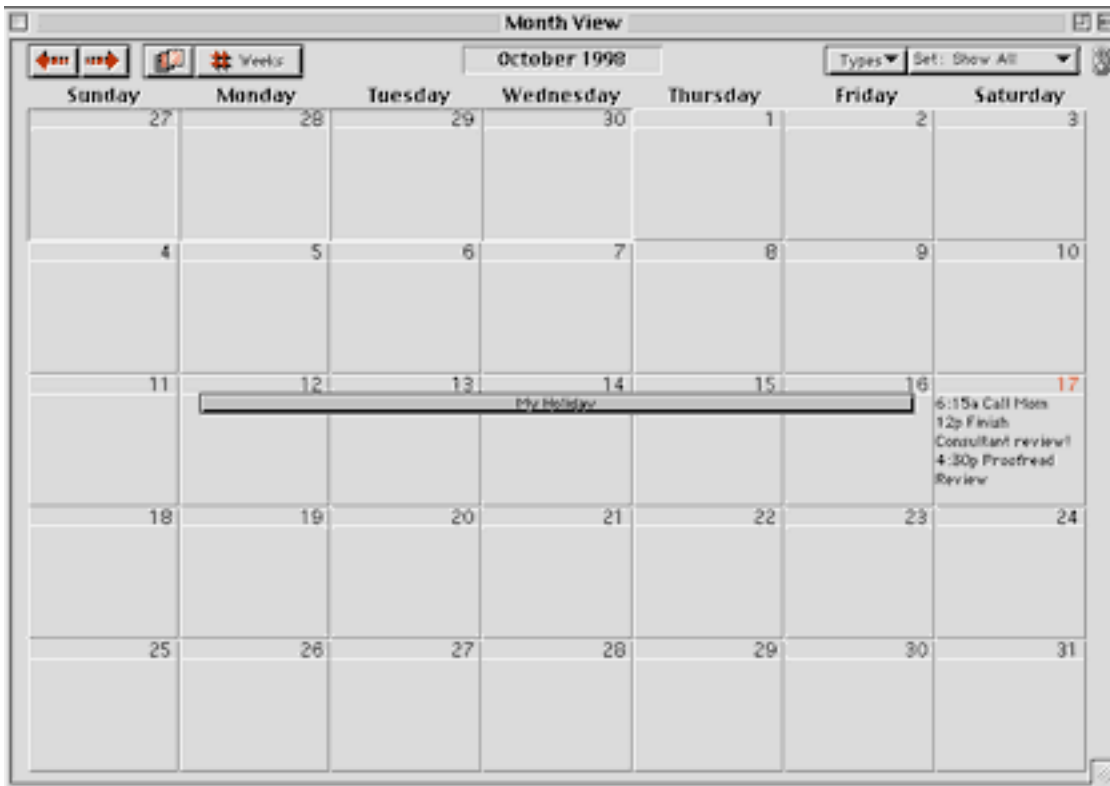 Month View
Weeks
October 1998
Types
Set: Show All
Sunday Monday Tuesday Wednesday Thursday Friday Saturday
27 28 29 30 1 2 3
4 5 6 7 8 9 10
11 12 13 14 15 16 17
My Holiday
6:15a Call Mom
12p Finish
Consultant review!
4:30p Proofread
Review
18 19 20 21 22 23 24
25 26 27 28 29 30 31